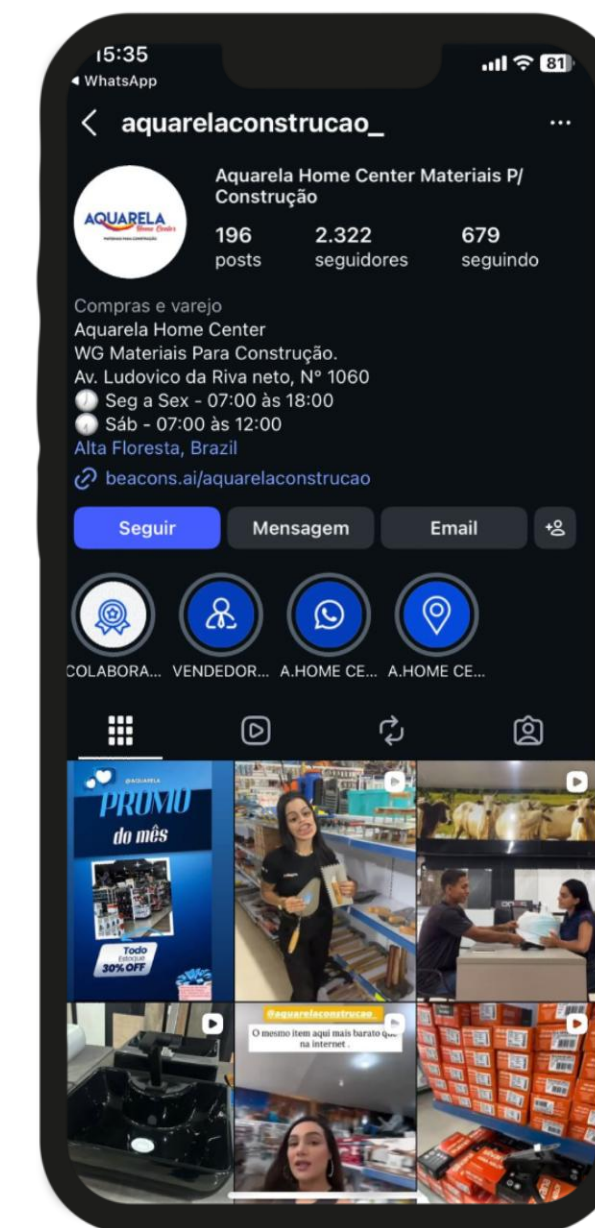 15:35
81
WhatsApp
aquarelaconstrucao_
Aquarela Home Center Materiais P/
Construção
AQUARELA
Home Center
MATERIAIS PARA CONSTRUÇÃO
196
2.322
679
posts
seguidores
seguindo
Compras e varejo
Aquarela Home Center
WG Materiais Para Construção.
Av. Ludovico da Riva neto, Nº 1060
Seg a Sex - 07:00 às 18:00
Sáb - 07:00 às 12:00
Alta Floresta, Brazil
beacons.ai/aquarelaconstrucao
Seguir
Mensagem
Email
COLABORA...
VENDEDOR...
A.HOME CE...
A.HOME CE...
@AQUARELA
PROMO
do mês
Todo
Estoque
30% OFF
@aquarelaconstrucao_
O mesmo item aqui mais barato que
na internet .